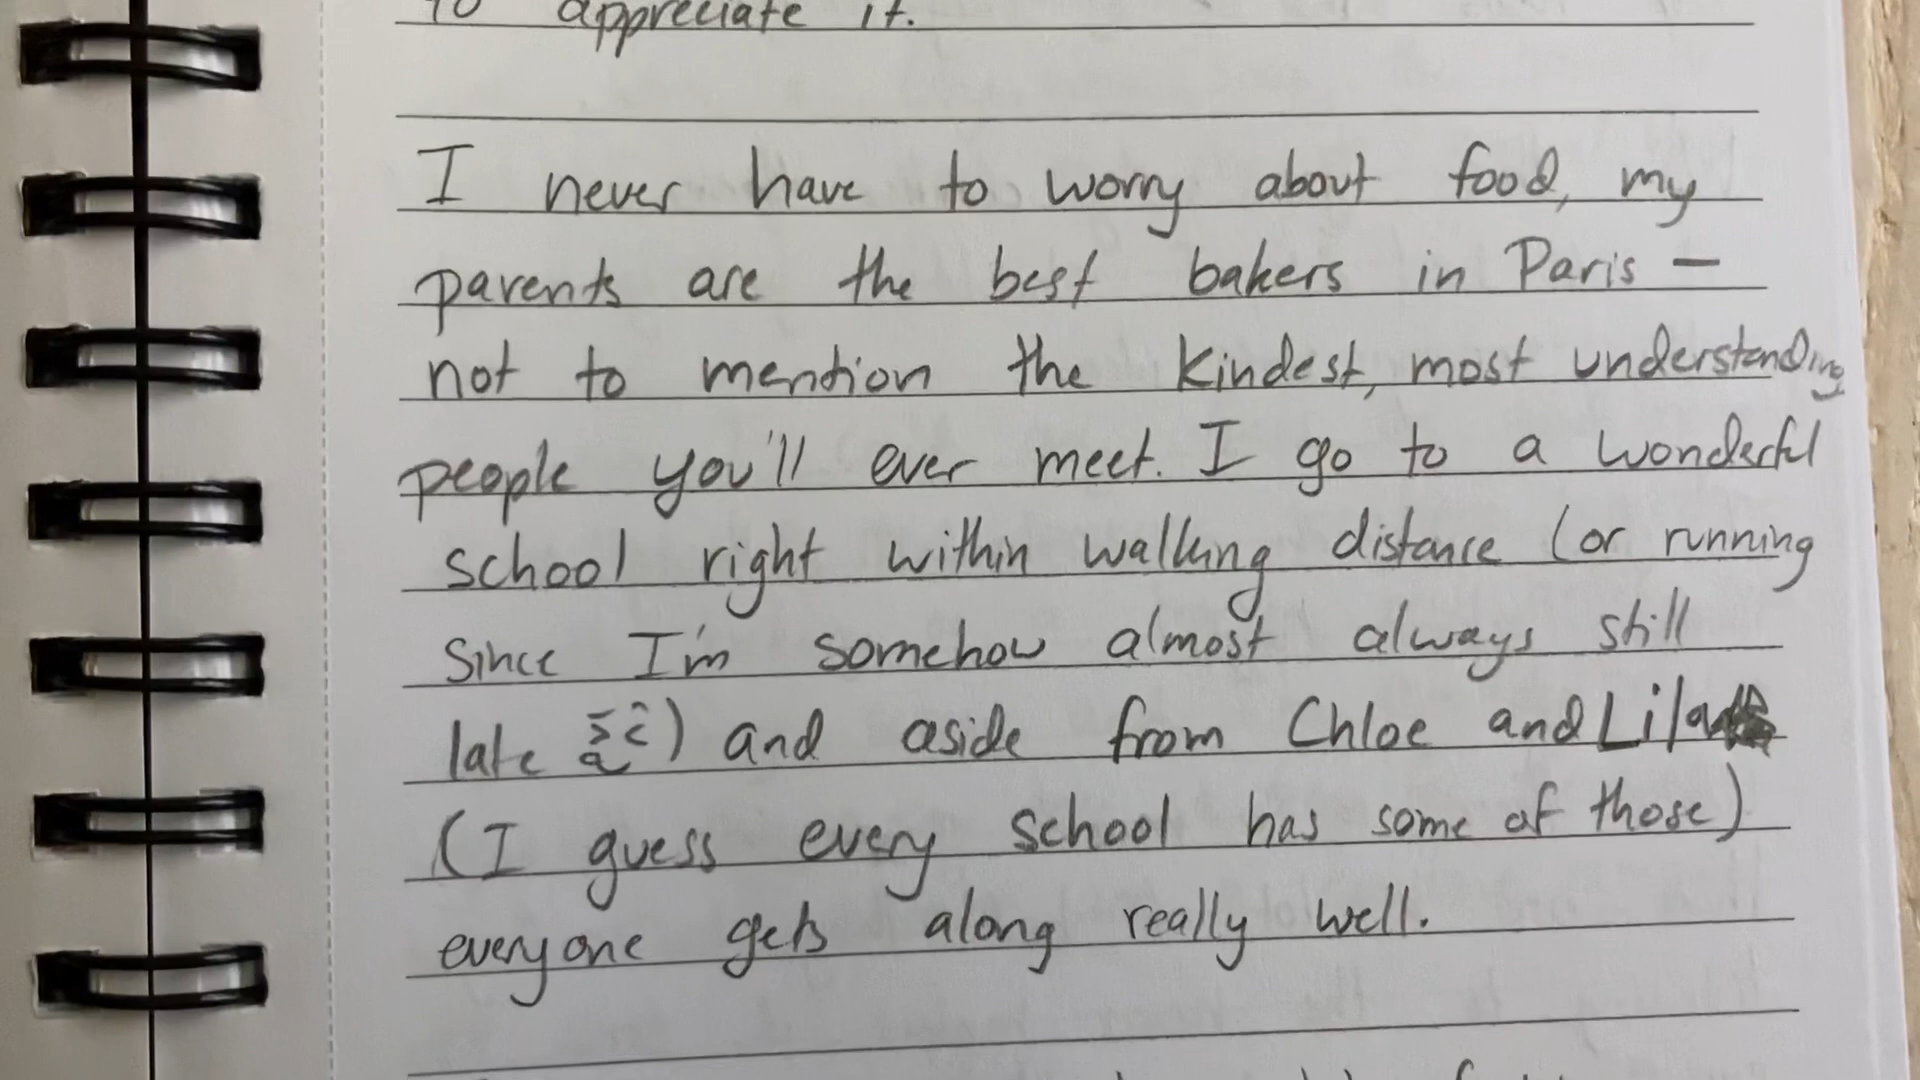 to appreciate it.
I never have to worry about food, my
parents are the best bakers in Paris —
not to mention the kindest, most understanding
people you'll ever meet. I go to a wonderful
school right within walking distance (or running
since I'm somehow almost always still
late ) and aside from Chloe and Lila
(I guess every school has some of those)
everyone gets along really well.